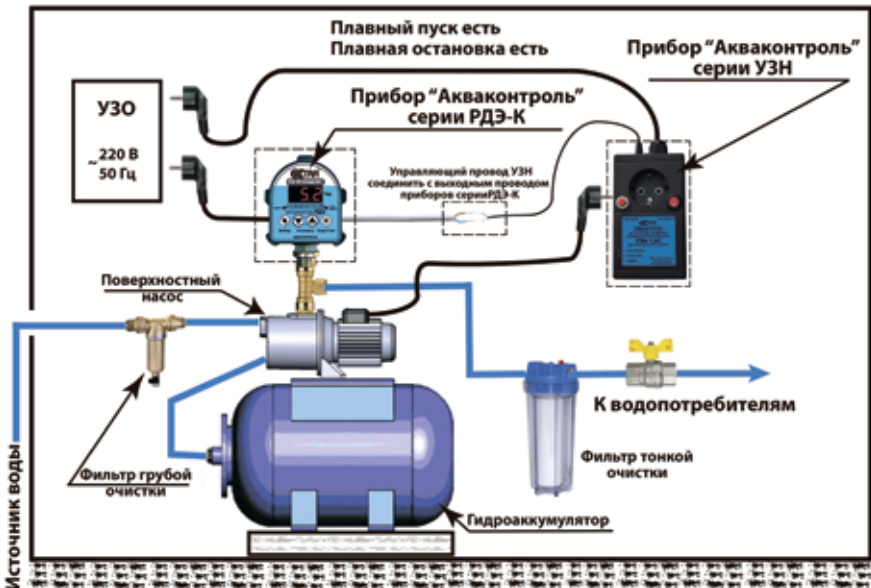 Плавный пуск есть
Плавная остановка есть
Прибор “Акваконтроль”
серии УЗН
УЗО
~220 В
50 Гц
Прибор “Акваконтроль”
серии РДЭ-К
Управляющий провод УЗН
соединить с выходным проводом
приборов серииРДЭ-К
5.2
Поверхностный
насос
К водопотребителям
Фильтр тонкой
очистки
Фильтр грубой
очистки
Гидроаккумулятор
Источник воды